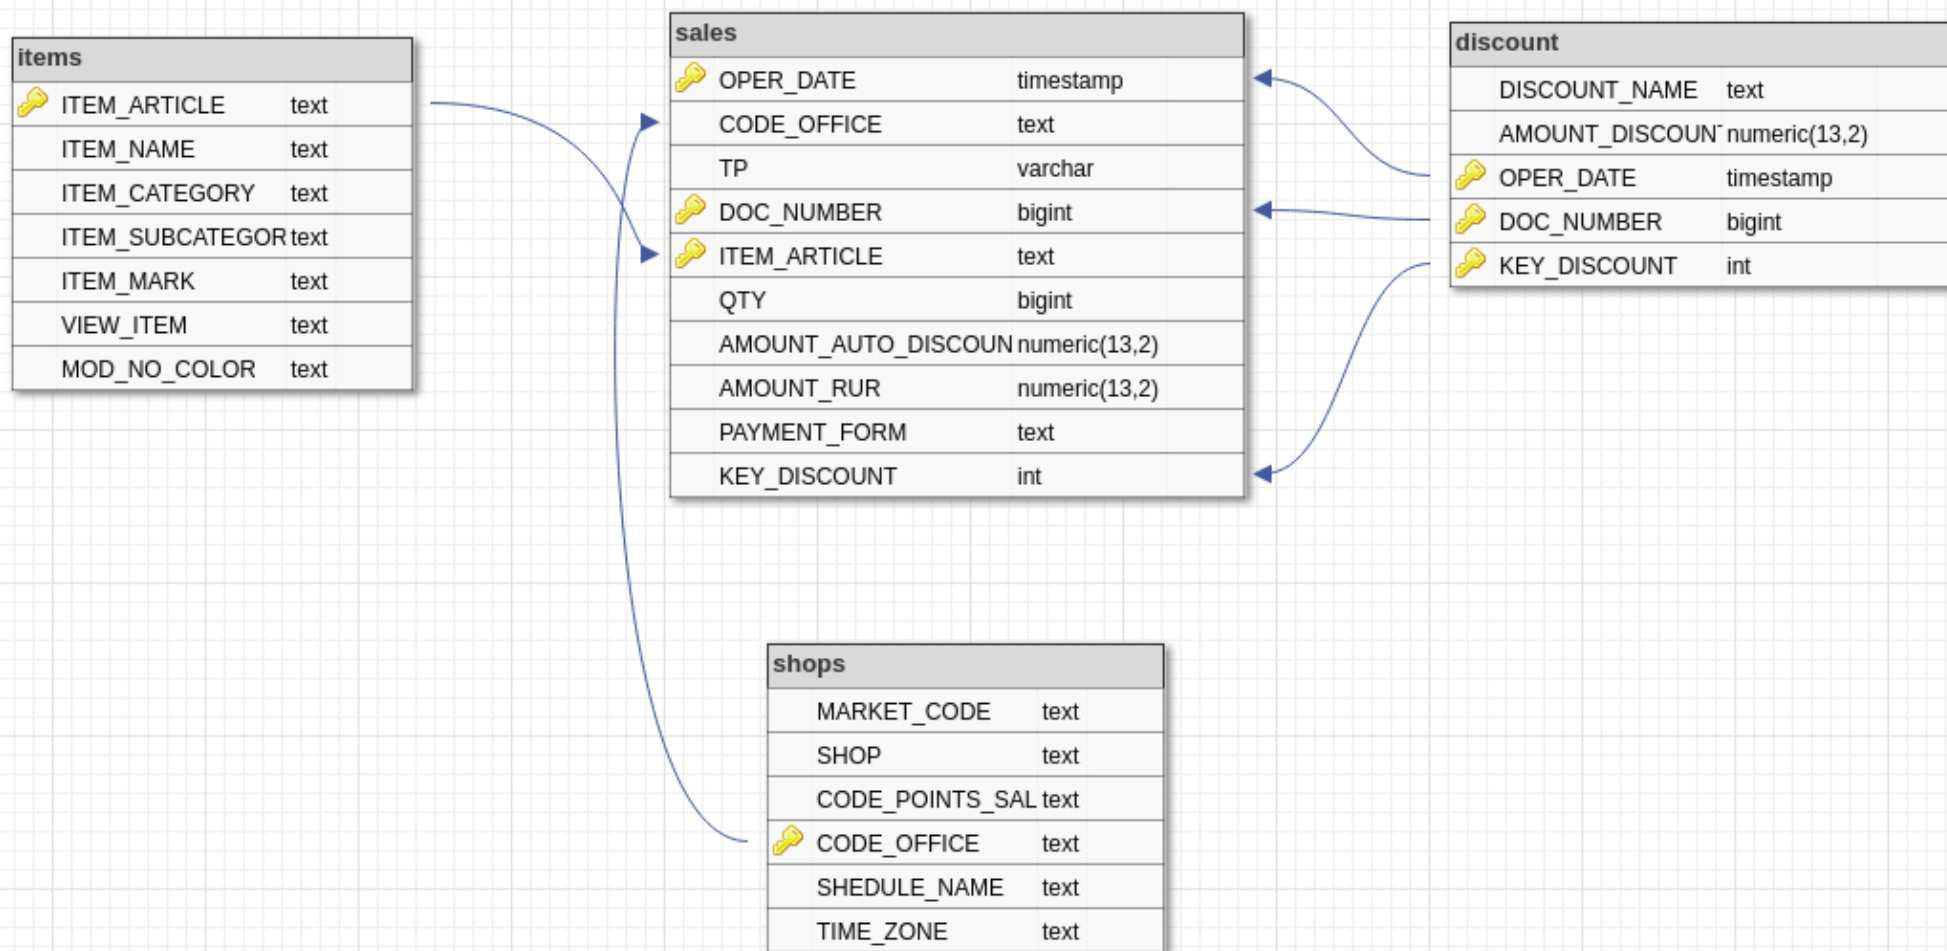 items
ITEM_ARTICLE text
ITEM_NAME text
ITEM_CATEGORY text
ITEM_SUBCATEGOR text
ITEM_MARK text
VIEW_ITEM text
MOD_NO_COLOR text
sales
OPER_DATE timestamp
CODE_OFFICE text
TP varchar
DOC_NUMBER bigint
ITEM_ARTICLE text
QTY bigint
AMOUNT_AUTO_DISCOUN numeric(13,2)
AMOUNT_RUR numeric(13,2)
PAYMENT_FORM text
KEY_DISCOUNT int
discount
DISCOUNT_NAME text
AMOUNT_DISCOUNT numeric(13,2)
OPER_DATE timestamp
DOC_NUMBER bigint
KEY_DISCOUNT int
shops
MARKET_CODE text
SHOP text
CODE_POINTS_SAL text
CODE_OFFICE text
SHEDULE_NAME text
TIME_ZONE text